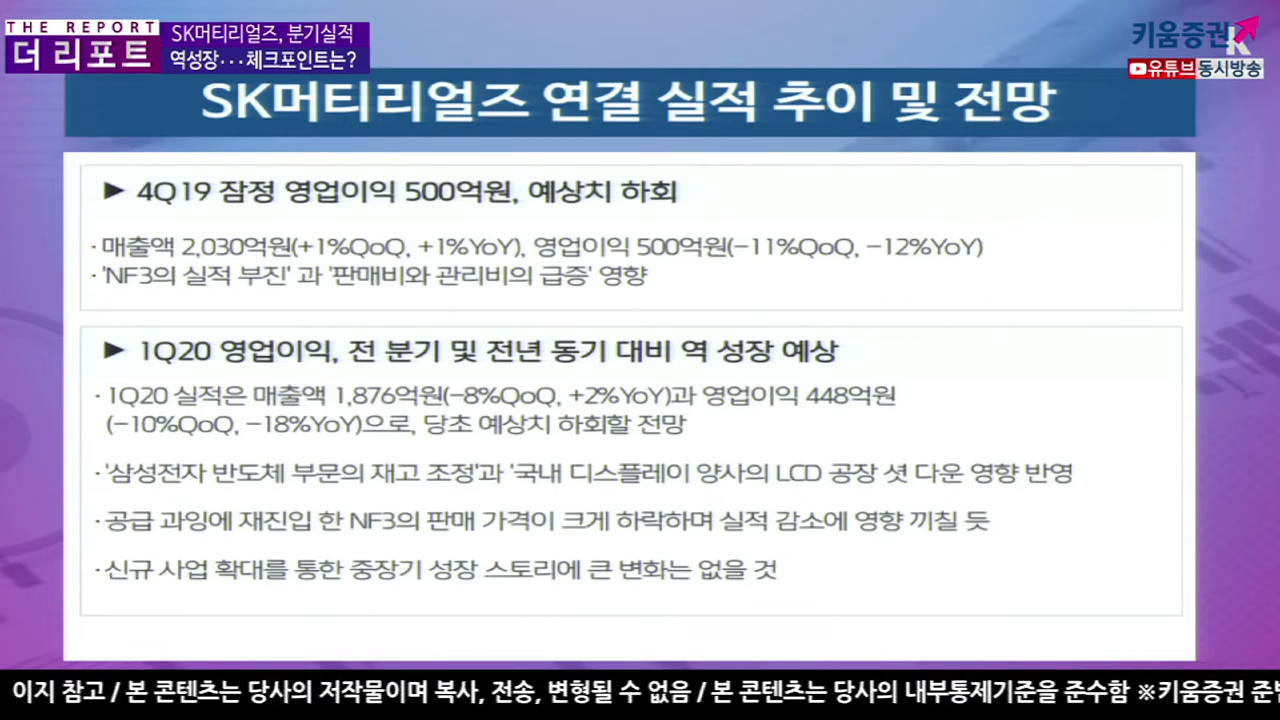 THE REPORT
더 리포트
SK머티리얼즈, 분기실적
역성장···체크포인트는?
키움증권
유튜브 동시방송
SK머티리얼즈 연결 실적 추이 및 전망
▶ 4Q19 잠정 영업이익 500억원, 예상치 하회
· 매출액 2,030억원(+1%QoQ, +1%YoY), 영업이익 500억원(-11%QoQ, -12%YoY)
· 'NF3의 실적 부진' 과 '판매비와 관리비의 급증' 영향
▶ 1Q20 영업이익, 전 분기 및 전년 동기 대비 역 성장 예상
· 1Q20 실적은 매출액 1,876억원(-8%QoQ, +2%YoY)과 영업이익 448억원
(-10%QoQ, -18%YoY)으로, 당초 예상치 하회할 전망
· '삼성전자 반도체 부문의 재고 조정'과 '국내 디스플레이 양사의 LCD 공장 셧 다운 영향 반영
· 공급 과잉에 재진입 한 NF3의 판매 가격이 크게 하락하며 실적 감소에 영향 끼칠 듯
· 신규 사업 확대를 통한 중장기 성장 스토리에 큰 변화는 없을 것
이지 참고 / 본 콘텐츠는 당사의 저작물이며 복사, 전송, 변형될 수 없음 / 본 콘텐츠는 당사의 내부통제기준을 준수함 ※키움증권 준법